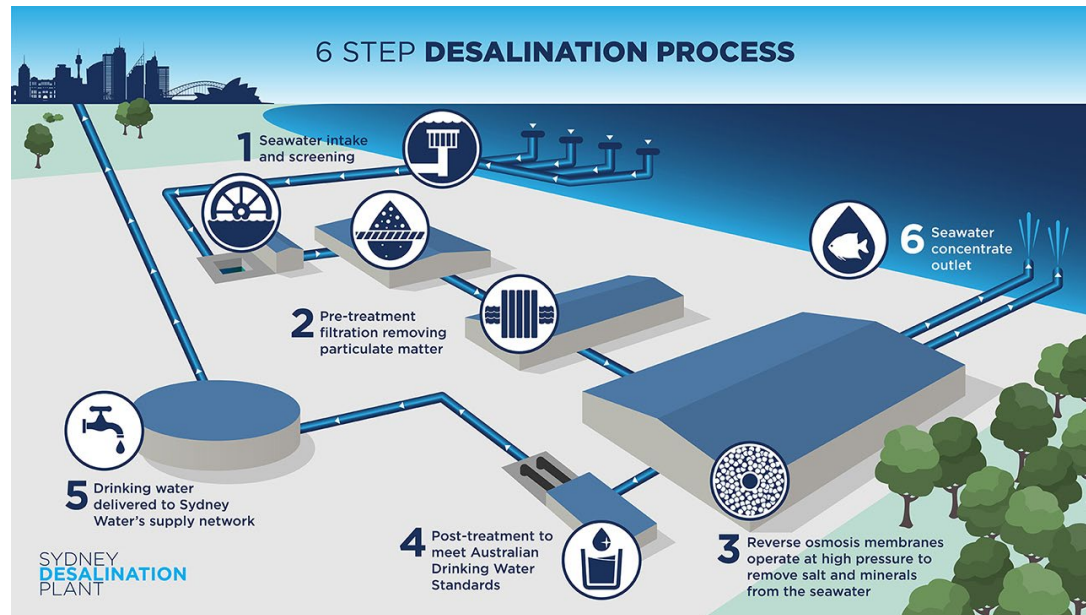 6 STEP DESALINATION PROCESS
1 Seawater intake
and screening
2 Pre-treatment
filtration removing
particulate matter
3 Reverse osmosis membranes
operate at high pressure to
remove salt and minerals
from the seawater
4 Post-treatment to
meet Australian
Drinking Water
Standards
5 Drinking water
delivered to Sydney
Water's supply network
6 Seawater
concentrate
outlet
SYDNEY
DESALINATION
PLANT